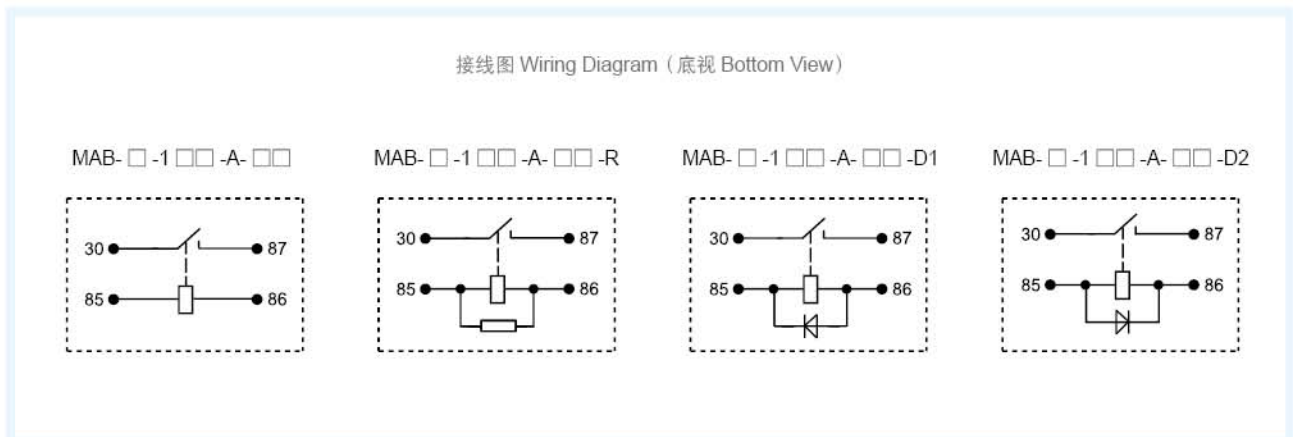 接线图 Wiring Diagram（底视 Bottom View）
MAB- □ -1 □□ -A- □□
MAB- □ -1 □□ -A- □□ -R
MAB- □ -1 □□ -A- □□ -D1
MAB- □ -1 □□ -A- □□ -D2
30 87
85 86
30 87
85 86
30 87
85 86
30 87
85 86